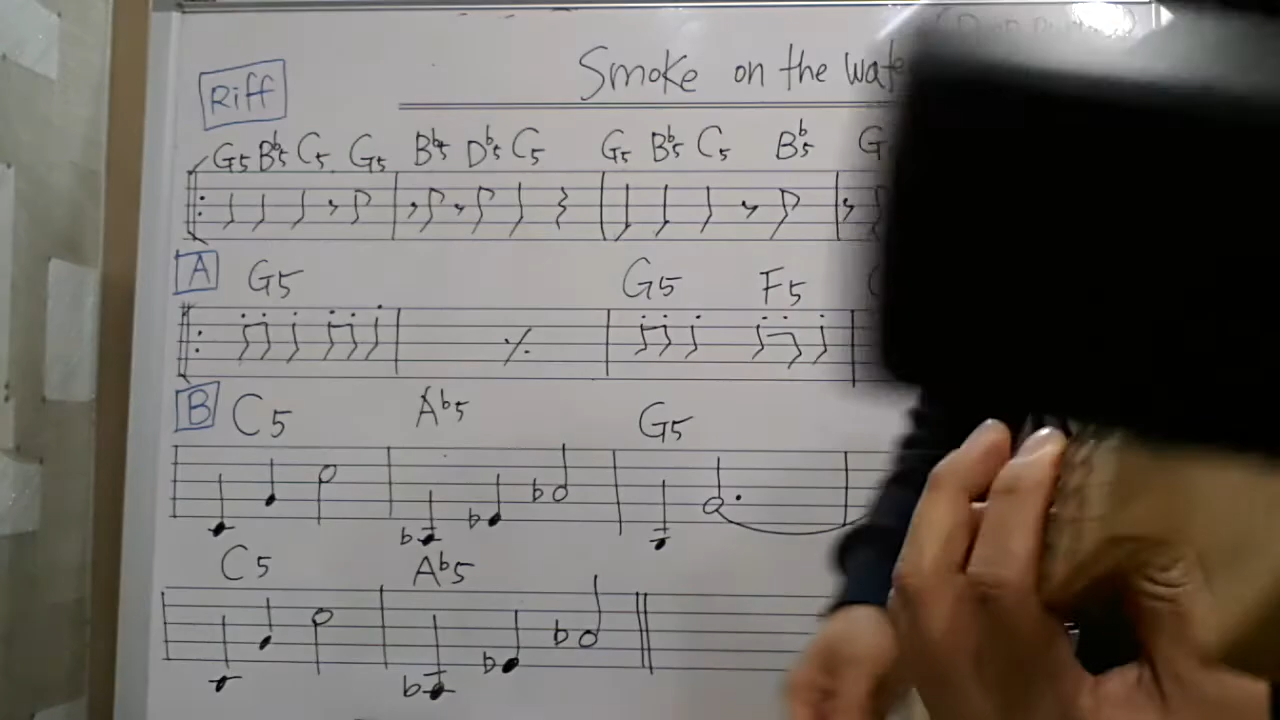 Smoke on the Wate
Riff
G5 B♭5 C5 G5 B♭5 D♭5 C5 G5 B♭5 C5 B♭5 G
A G5 G5 F5
B C5 A♭5 G5
C5 A♭5